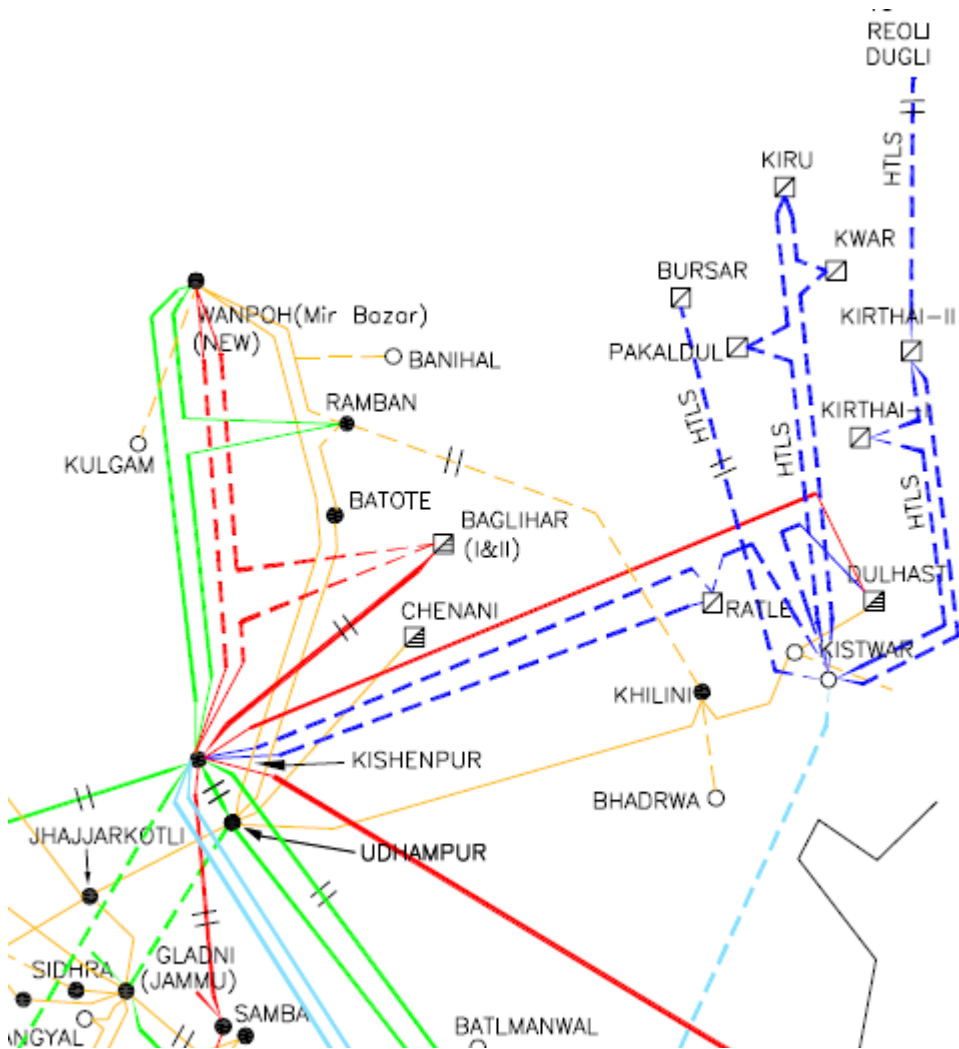 REOLI
DUGLI
HTLS
KIRU
KWAR
BURSAR
KIRTHAI-II
WANPOH(Mir Bazar)
(NEW)
PAKALDUL
BANIHAL
RAMBAN
HTLS
HTLS
HTLS
KULGAM
BATOTE
BAGLIHAR
(I&II)
DULHAST
CHENANI
RATLE
KISTWAR
KHILINI
KISHENPUR
BHADRWA
JHAJJARKOTLI
UDHAMPUR
GLADNI
(JAMMU)
SIDHRA
SAMBA
ANGYAL
BATLMANWAL